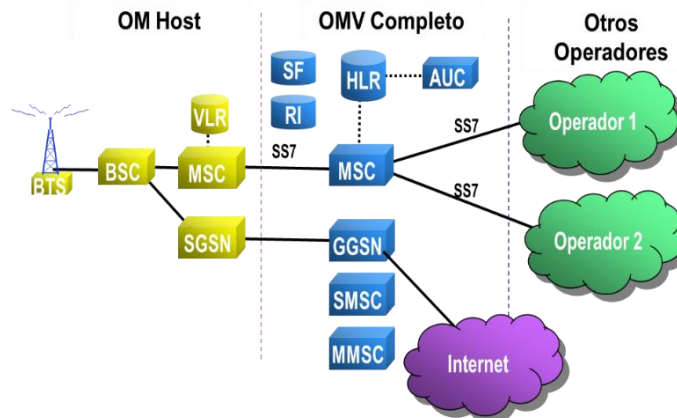 OM Host
OMV Completo
Otros
Operadores
SF
HLR
AUC
RI
VLR
Operador 1
SS7
BTS
BSC
MSC
SS7
MSC
SS7
SGSN
GGSN
Operador 2
SMSC
MMSC
Internet